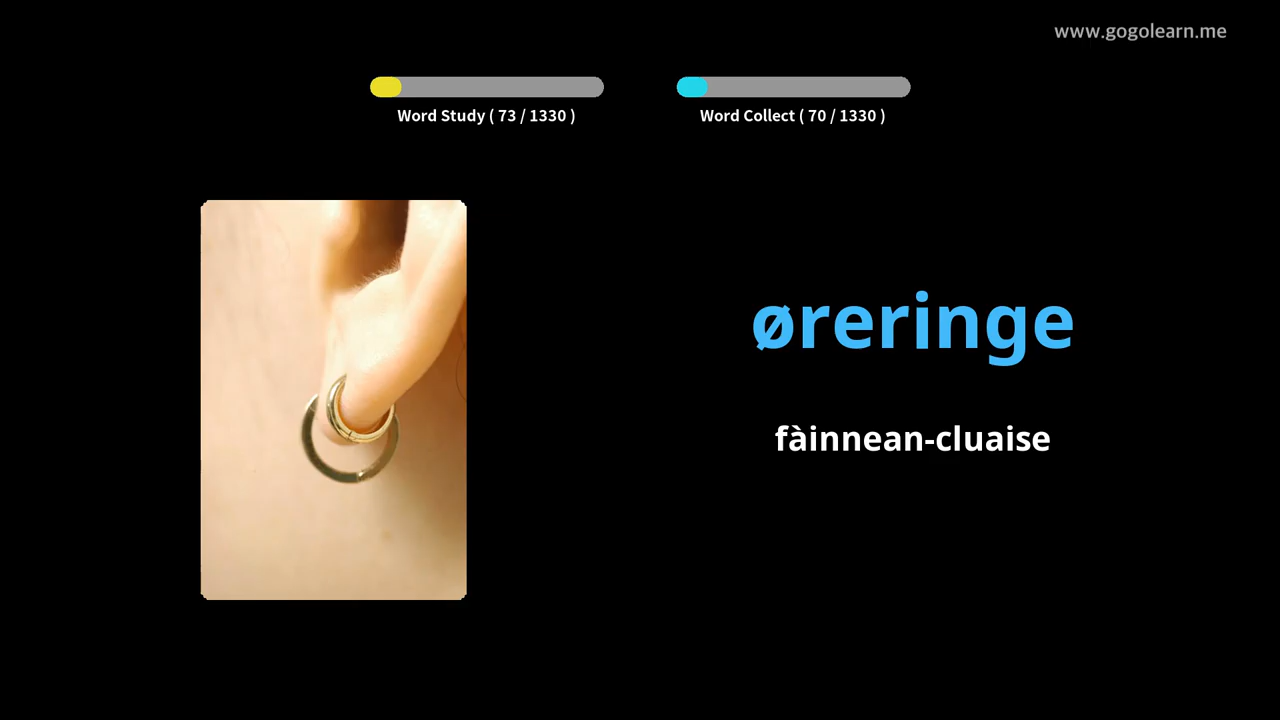 www.gogolearn.me
Word Study ( 73 / 1330 )
Word Collect ( 70 / 1330 )
øreringe
fàinnean-cluaise